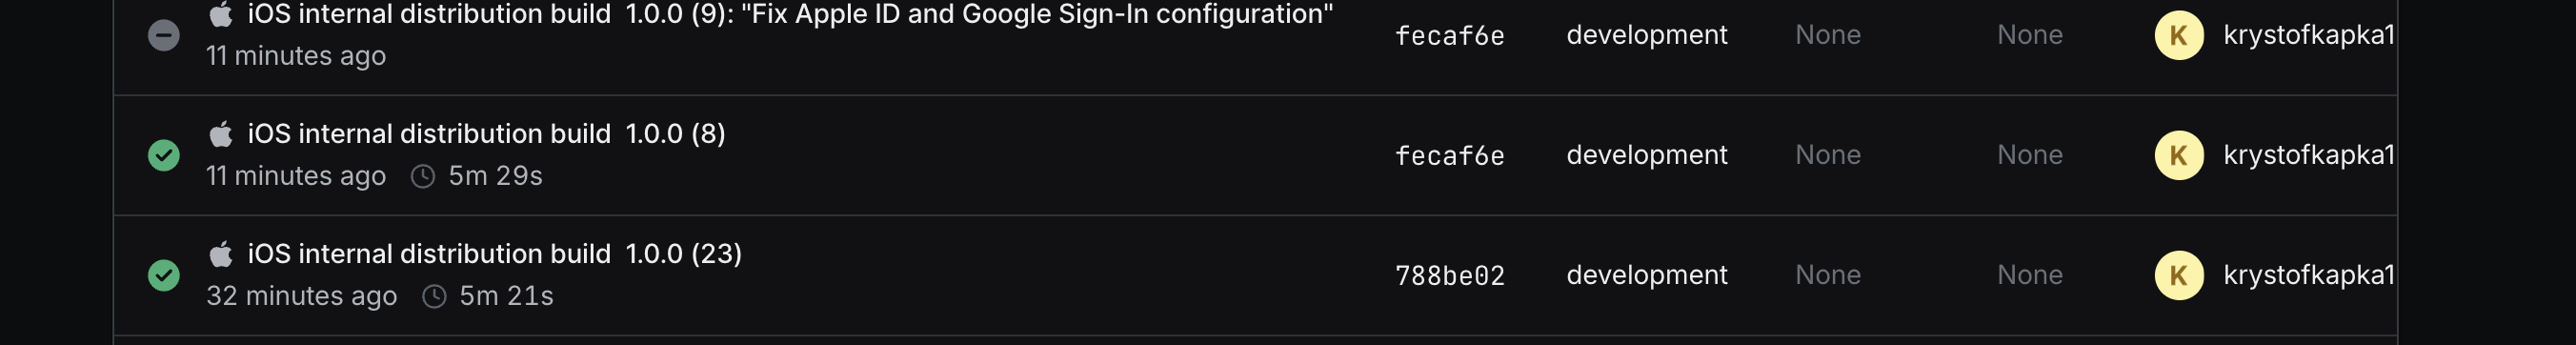 iOS internal distribution build 1.0.0 (9): "Fix Apple ID and Google Sign-In configuration"
11 minutes ago
fecaf6e development None None K krystofkapka1
iOS internal distribution build 1.0.0 (8)
11 minutes ago 5m 29s
fecaf6e development None None K krystofkapka1
iOS internal distribution build 1.0.0 (23)
32 minutes ago 5m 21s
788be02 development None None K krystofkapka1